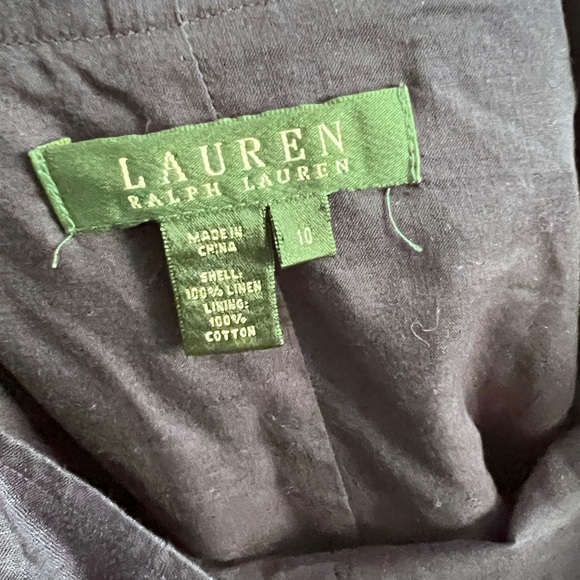 LAUREN
RALPH LAUREN
10
MADE IN
CHINA
SHELL:
100% LINEN
LINING:
100%
COTTON